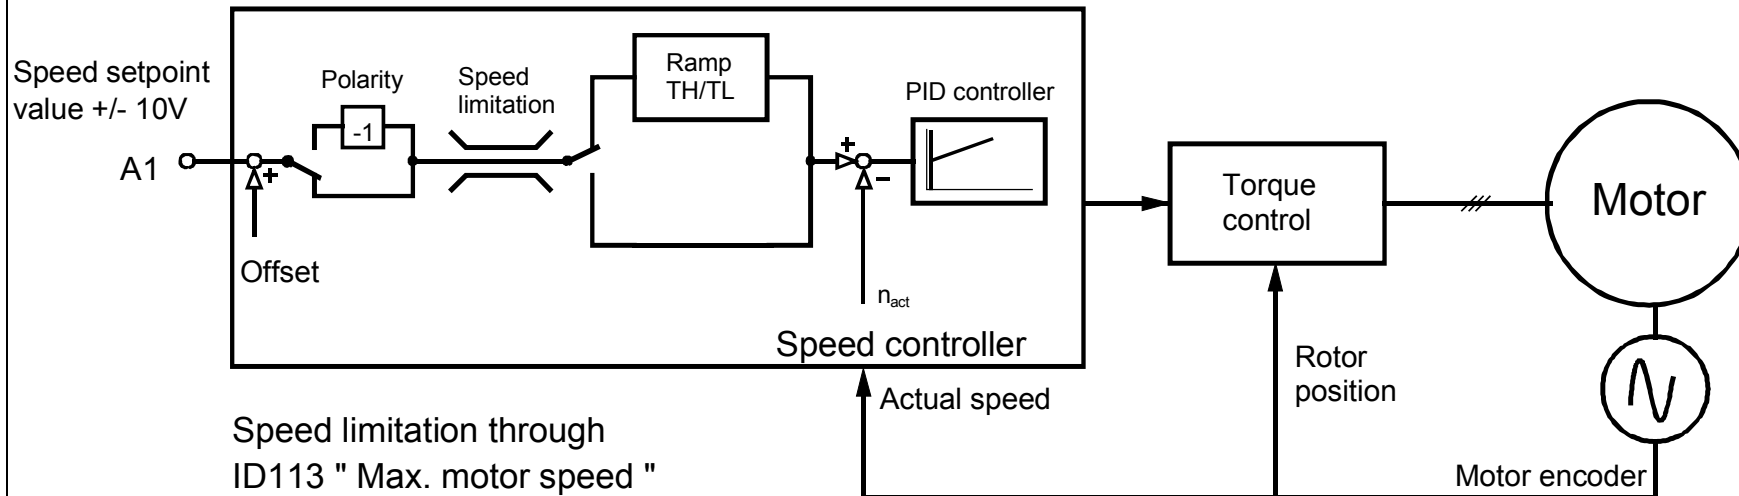 Speed setpoint
value +/- 10V
A1
+
Offset
Polarity
-1
Speed
limitation
Ramp
TH/TL
+
−
PID controller
n act
Speed controller
Torque
control
Motor
Actual speed
Rotor
position
Motor encoder
Speed limitation through
ID113 " Max. motor speed "